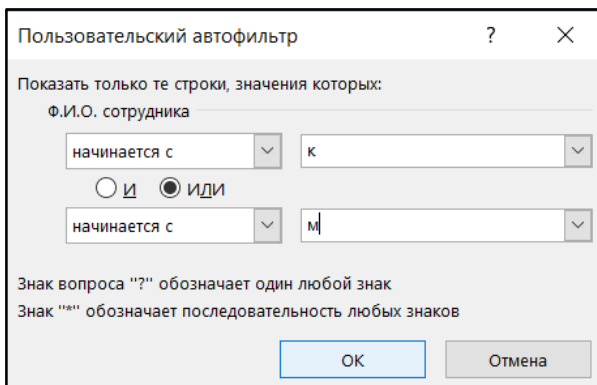 Пользовательский автофильтр ?
Показать только те строки, значения которых:
Ф.И.О. сотрудника
начинается с к
И ИЛИ
начинается с м
Знак вопроса "?" обозначает один любой знак
Знак "*" обозначает последовательность любых знаков
ОК Отмена